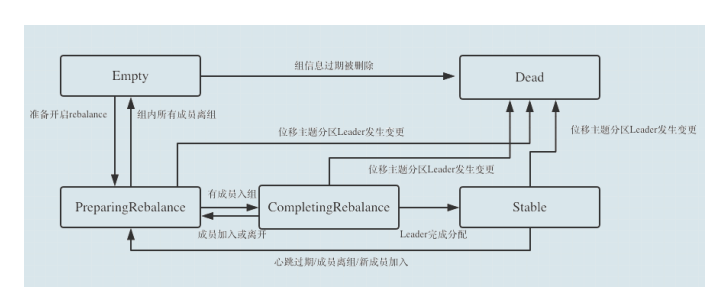 组信息过期被删除
Empty
Dead
准备开启rebalance
组内所有成员离组
位移主题分区Leader发生变更
位移主题分区Leader发生变更
位移主题分区Leader发生变更
有成员入组
PreparingRebalance
CompletingRebalance
Stable
成员加入或离开
Leader完成分配
心跳过期/成员离组/新成员加入